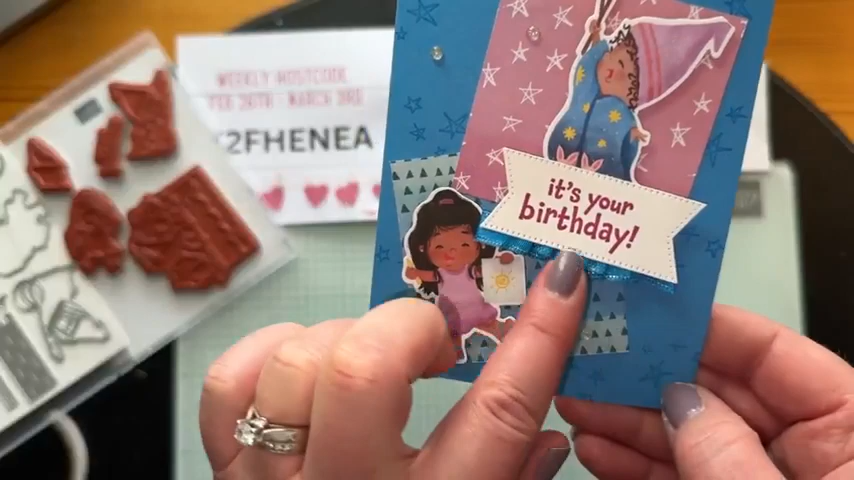 WEEKLY HOSTCODE
FEB 26TH - MARCH 3RD
2FHENEA
it's your
birthday!